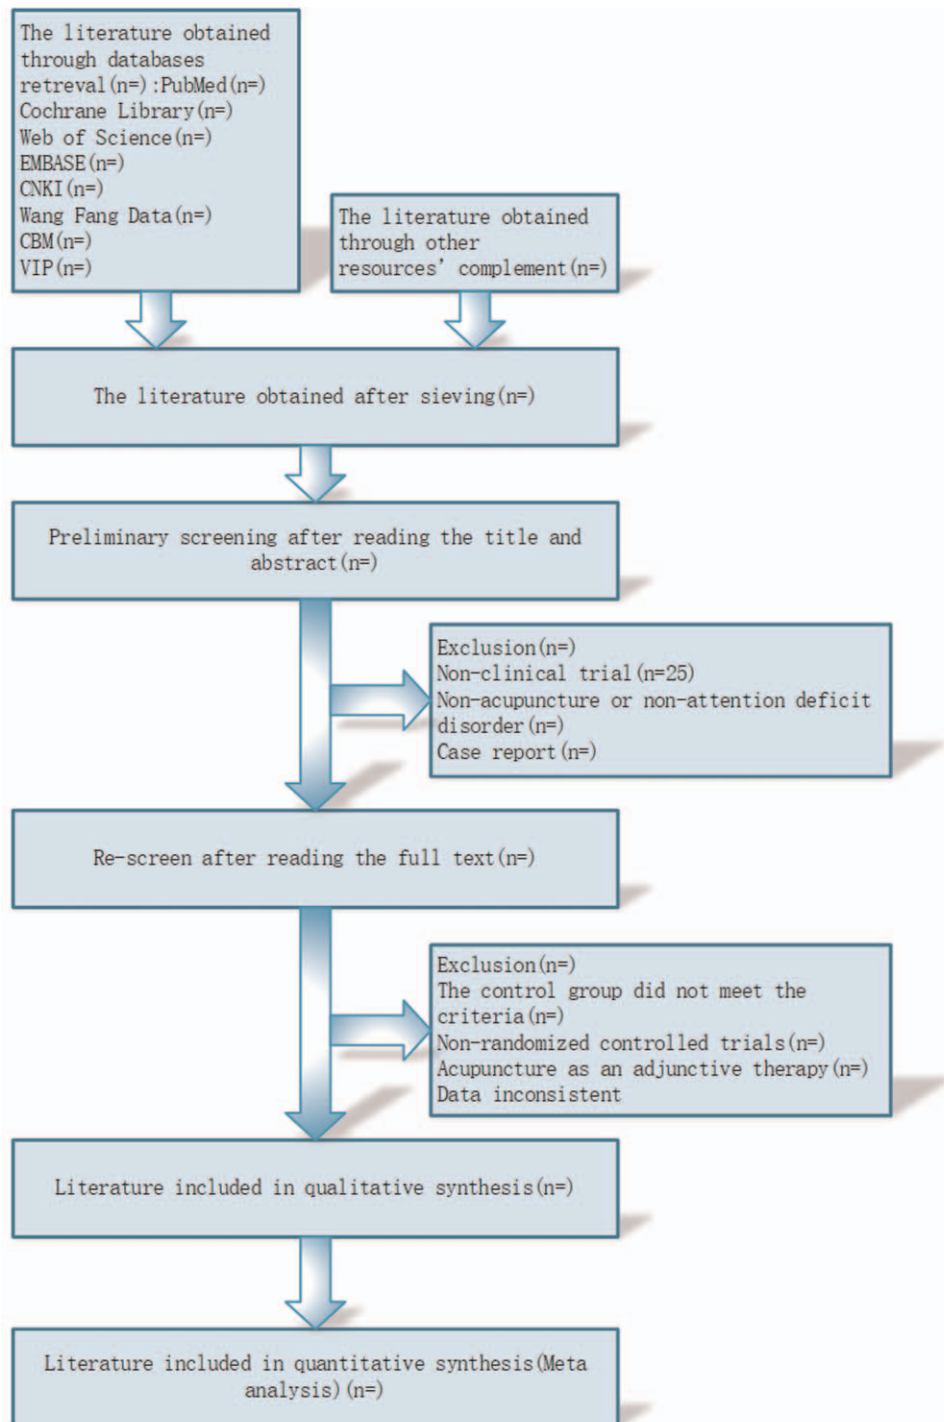 The literature obtained
through databases
retreval(n=):PubMed(n=)
Cochrane Library(n=)
Web of Science(n=)
EMBASE(n=)
CNKI(n=)
Wang Fang Data(n=)
CBM(n=)
VIP(n=)
The literature obtained
through other
resources' complement(n=)
The literature obtained after sieving(n=)
Preliminary screening after reading the title and
abstract(n=)
Exclusion(n=)
Non-clinical trial(n=25)
Non-acupuncture or non-attention deficit
disorder(n=)
Case report(n=)
Re-screen after reading the full text(n=)
Exclusion(n=)
The control group did not meet the
criteria(n=)
Non-randomized controlled trials(n=)
Acupuncture as an adjunctive therapy(n=)
Data inconsistent
Literature included in qualitative synthesis(n=)
Literature included in quantitative synthesis(Meta
analysis)(n=)